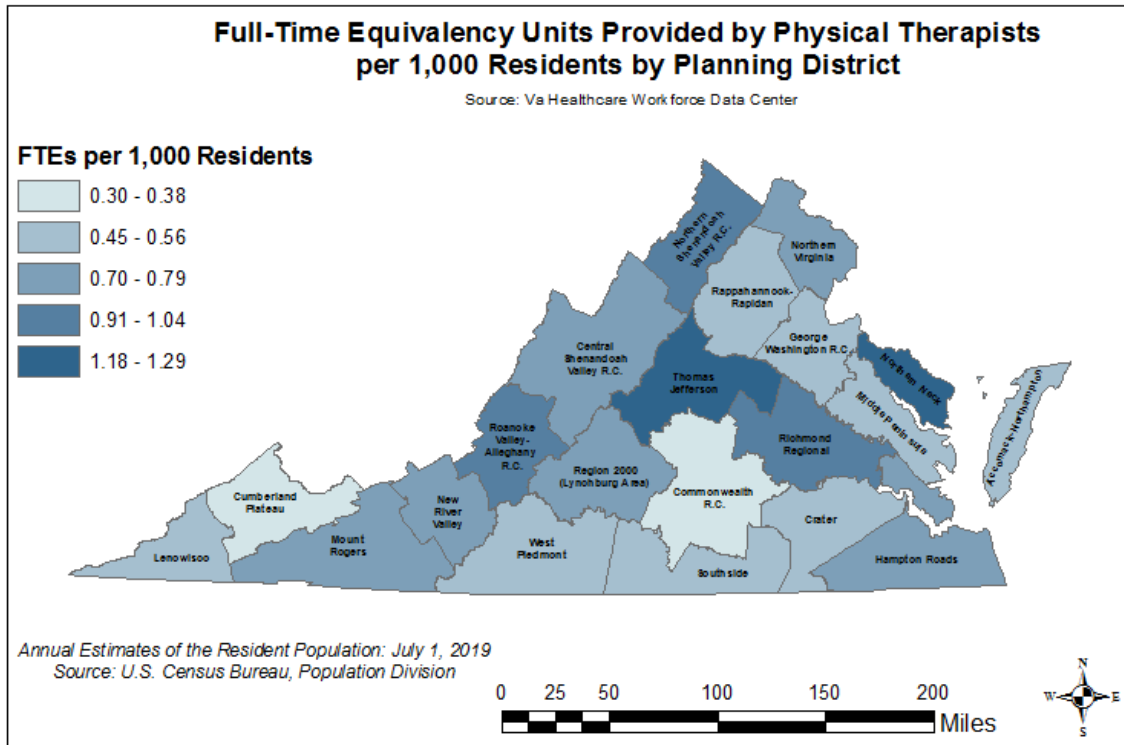 Full-Time Equivalency Units Provided by Physical Therapists
per 1,000 Residents by Planning District
Source: Va Healthcare Workforce Data Center
FTEs per 1,000 Residents
0.30 - 0.38
0.45 - 0.56
0.70 - 0.79
0.91 - 1.04
1.18 - 1.29
Northern
Shenandoah
Valley R.C.
Northern
Virginia
Rappahannock-
Rapidan
George
Washington R.C.
Central
Shenandoah
Valley R.C.
Thomas
Jefferson
Northern Neck
Middle Peninsula
Accomack-Northampton
Roanoke
Valley-
Alleghany
R.C.
Richmond
Regional
Region 2000
(Lynchburg Area)
Commonwealth
R.C.
Cumberland
Plateau
New
River
Valley
Crater
Lenowisco
Mount
Rogers
West
Piedmont
Southside
Hampton Roads
Annual Estimates of the Resident Population: July 1, 2019
Source: U.S. Census Bureau, Population Division
0 25 50 100 150 200
Miles
N
W E
S